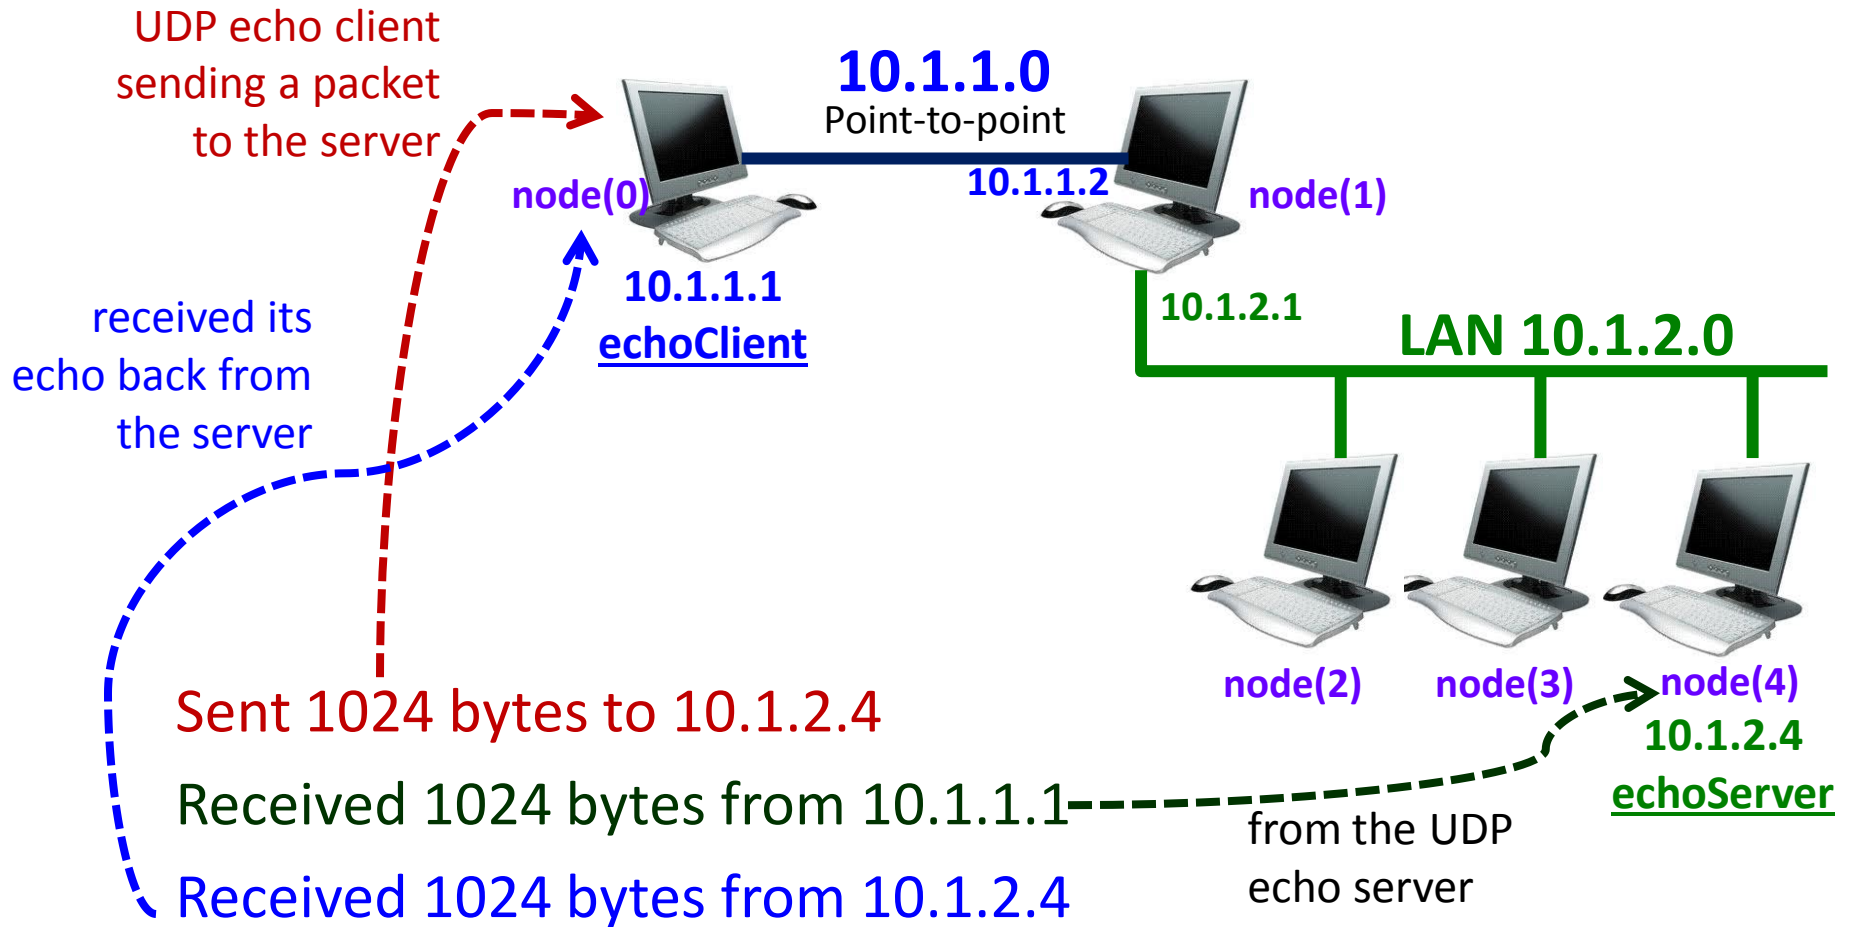 UDP echo client
sending a packet
to the server
10.1.1.0
Point-to-point
10.1.1.2
node(0)
node(1)
10.1.1.1
echoClient
received its
echo back from
the server
10.1.2.1
LAN 10.1.2.0
node(2)
node(3)
node(4)
10.1.2.4
echoServer
Sent 1024 bytes to 10.1.2.4
Received 1024 bytes from 10.1.1.1
from the UDP
echo server
Received 1024 bytes from 10.1.2.4